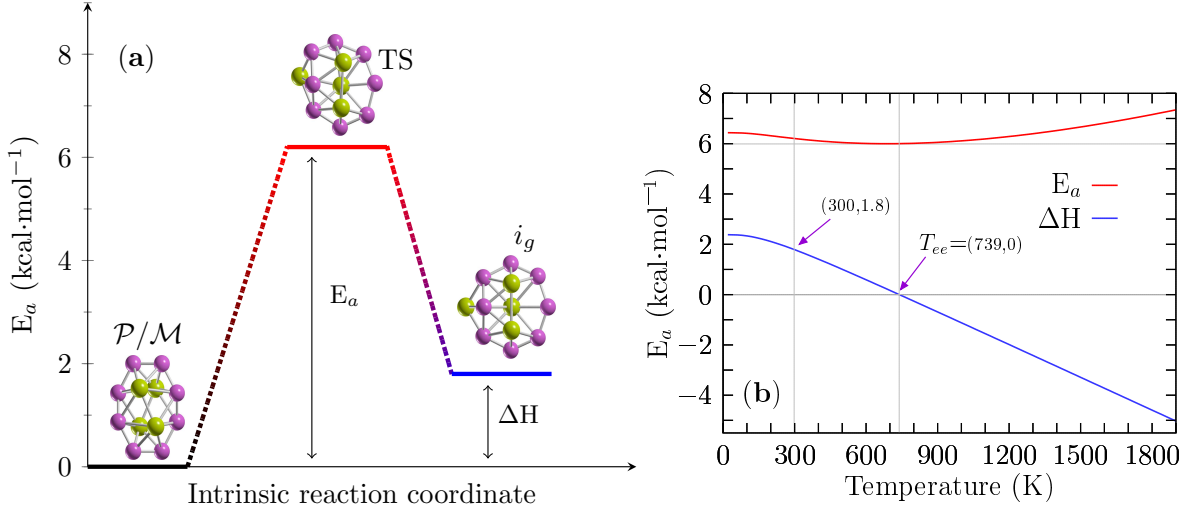 (a)
TS
8
6
4
2
0
E_a (kcal·mol⁻¹)
P/M
E_a
i_g
ΔH
Intrinsic reaction coordinate
8
6
4
2
0
−2
−4
E_a (kcal·mol⁻¹)
E_a
ΔH
(300,1.8)
T_ee=(739,0)
(b)
0 300 600 900 1200 1500 1800
Temperature (K)